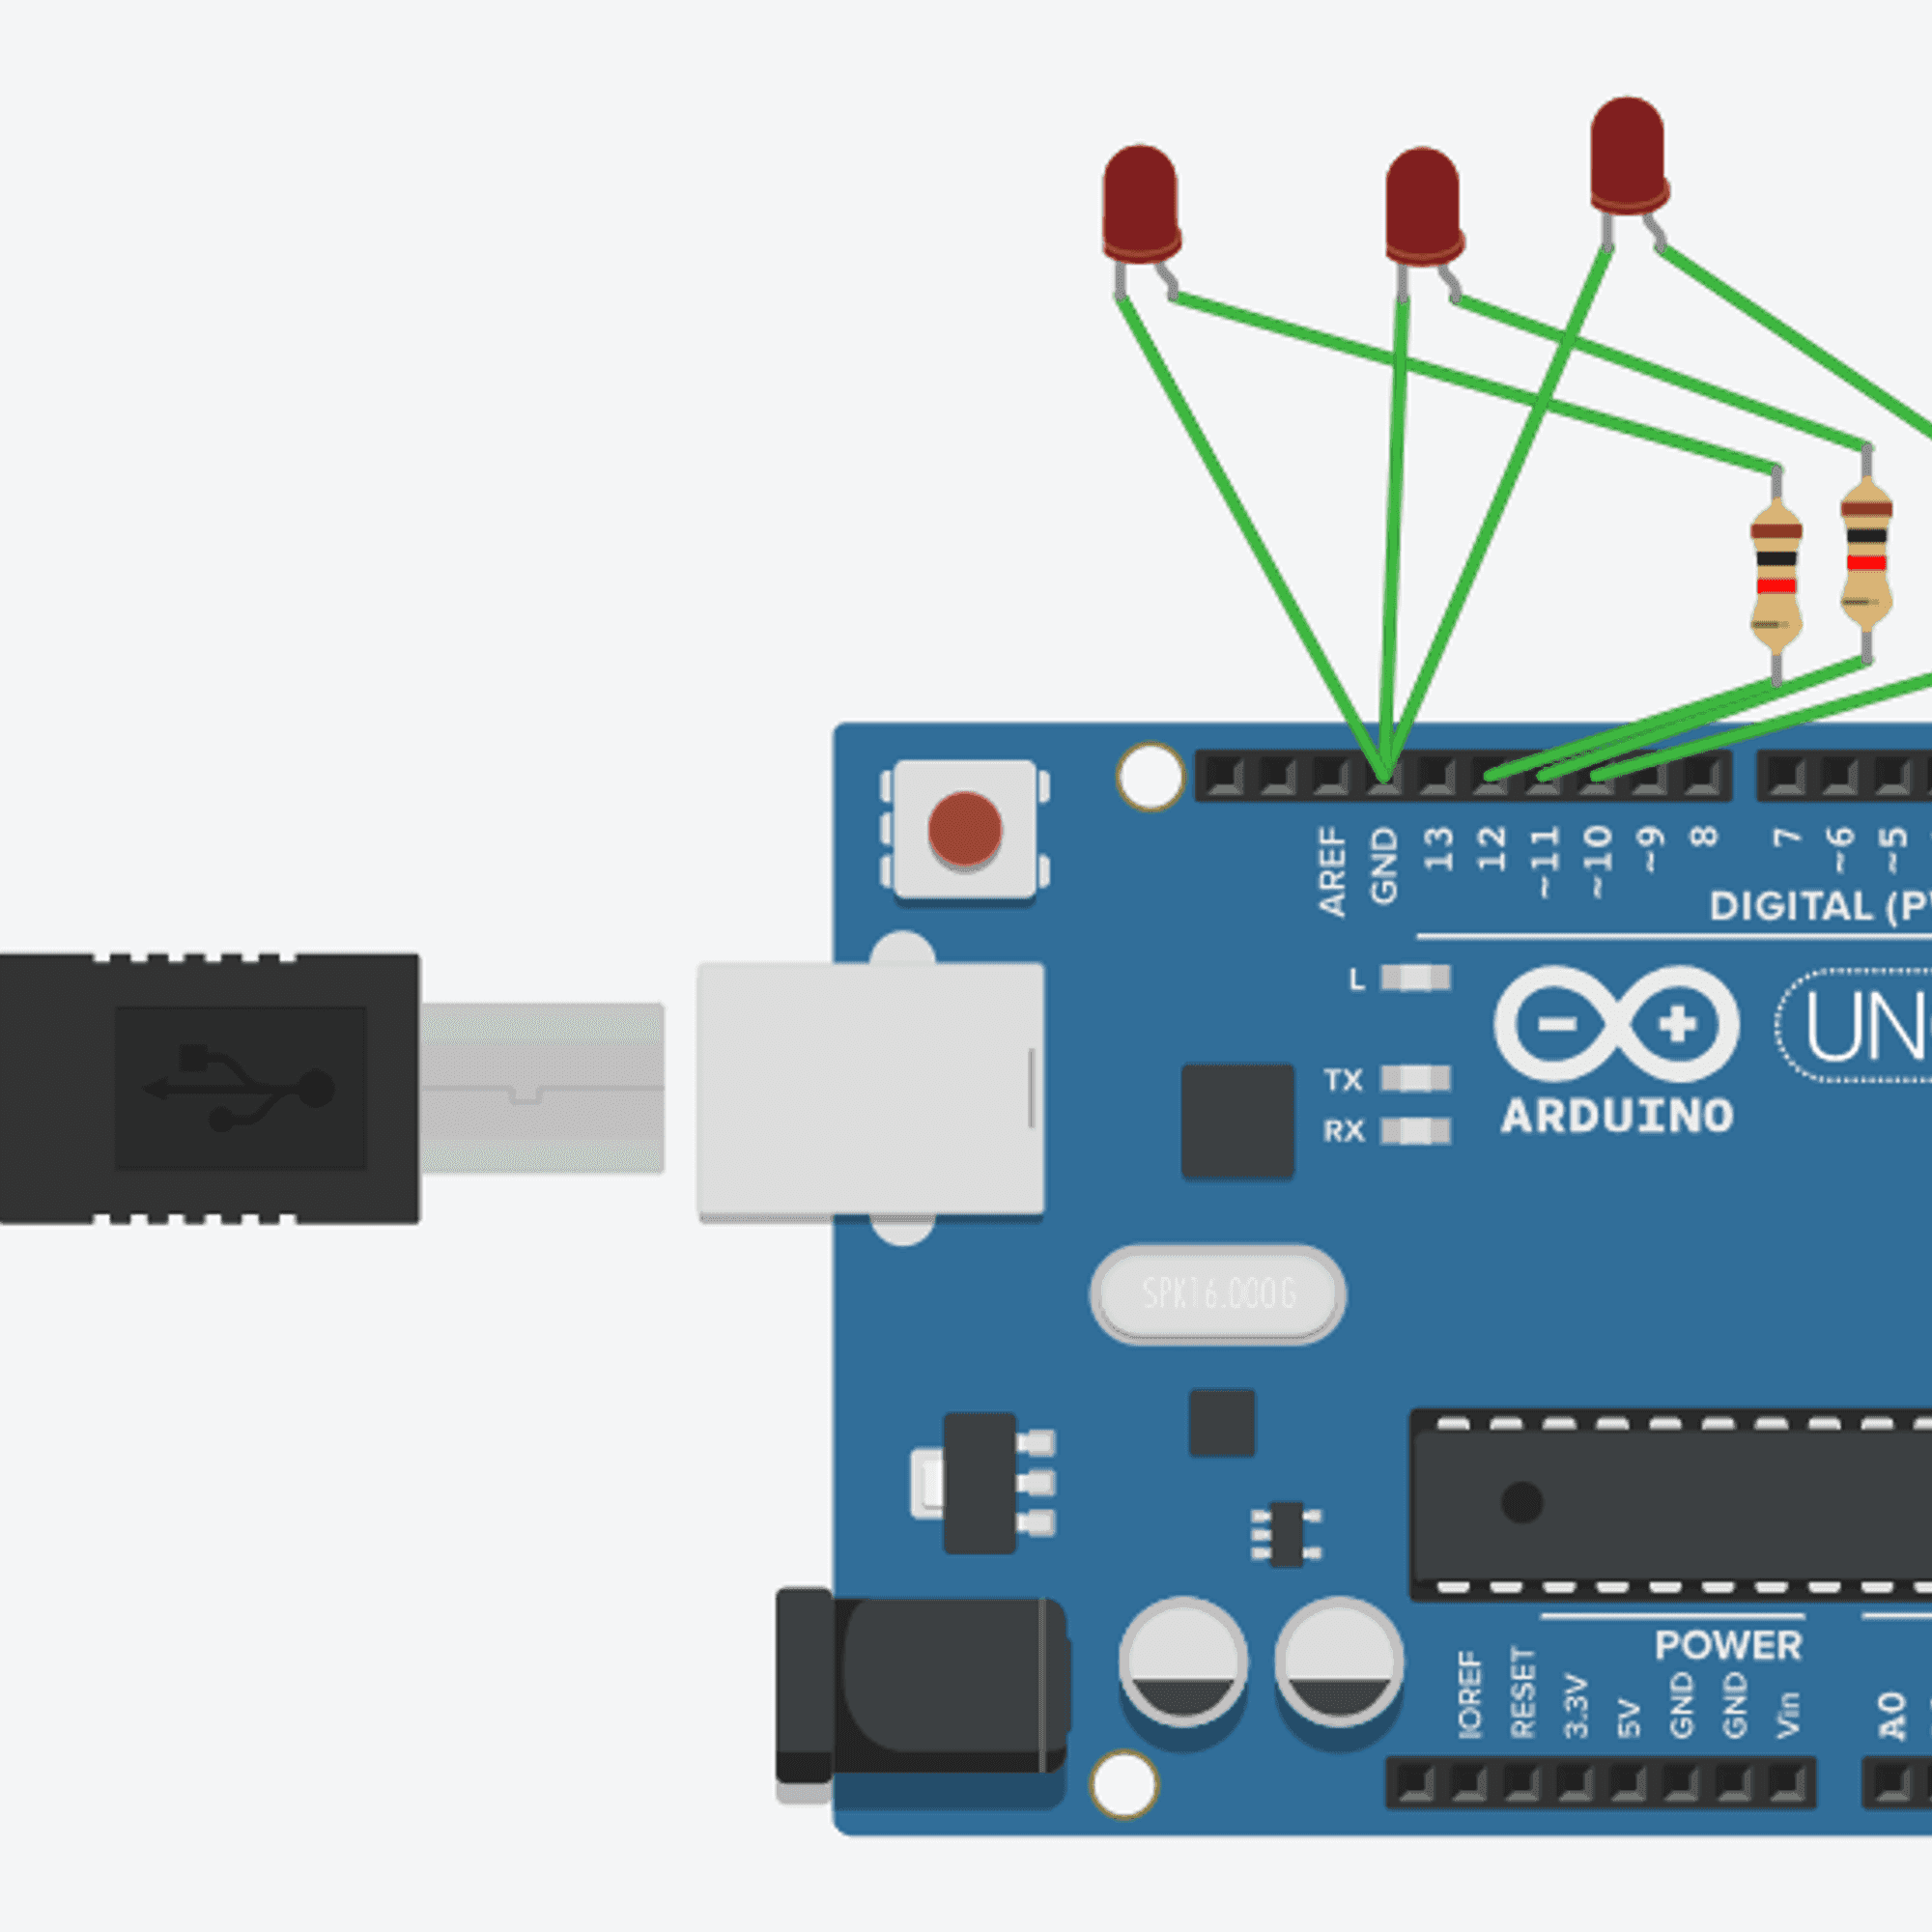 AREF
GND
13
12
~11
~10
~9
8
7
~6
~5
DIGITAL (P
L
TX
RX
UN
ARDUINO
SPK16.000G
POWER
IOREF
RESET
3.3V
5V
GND
GND
Vin
A0